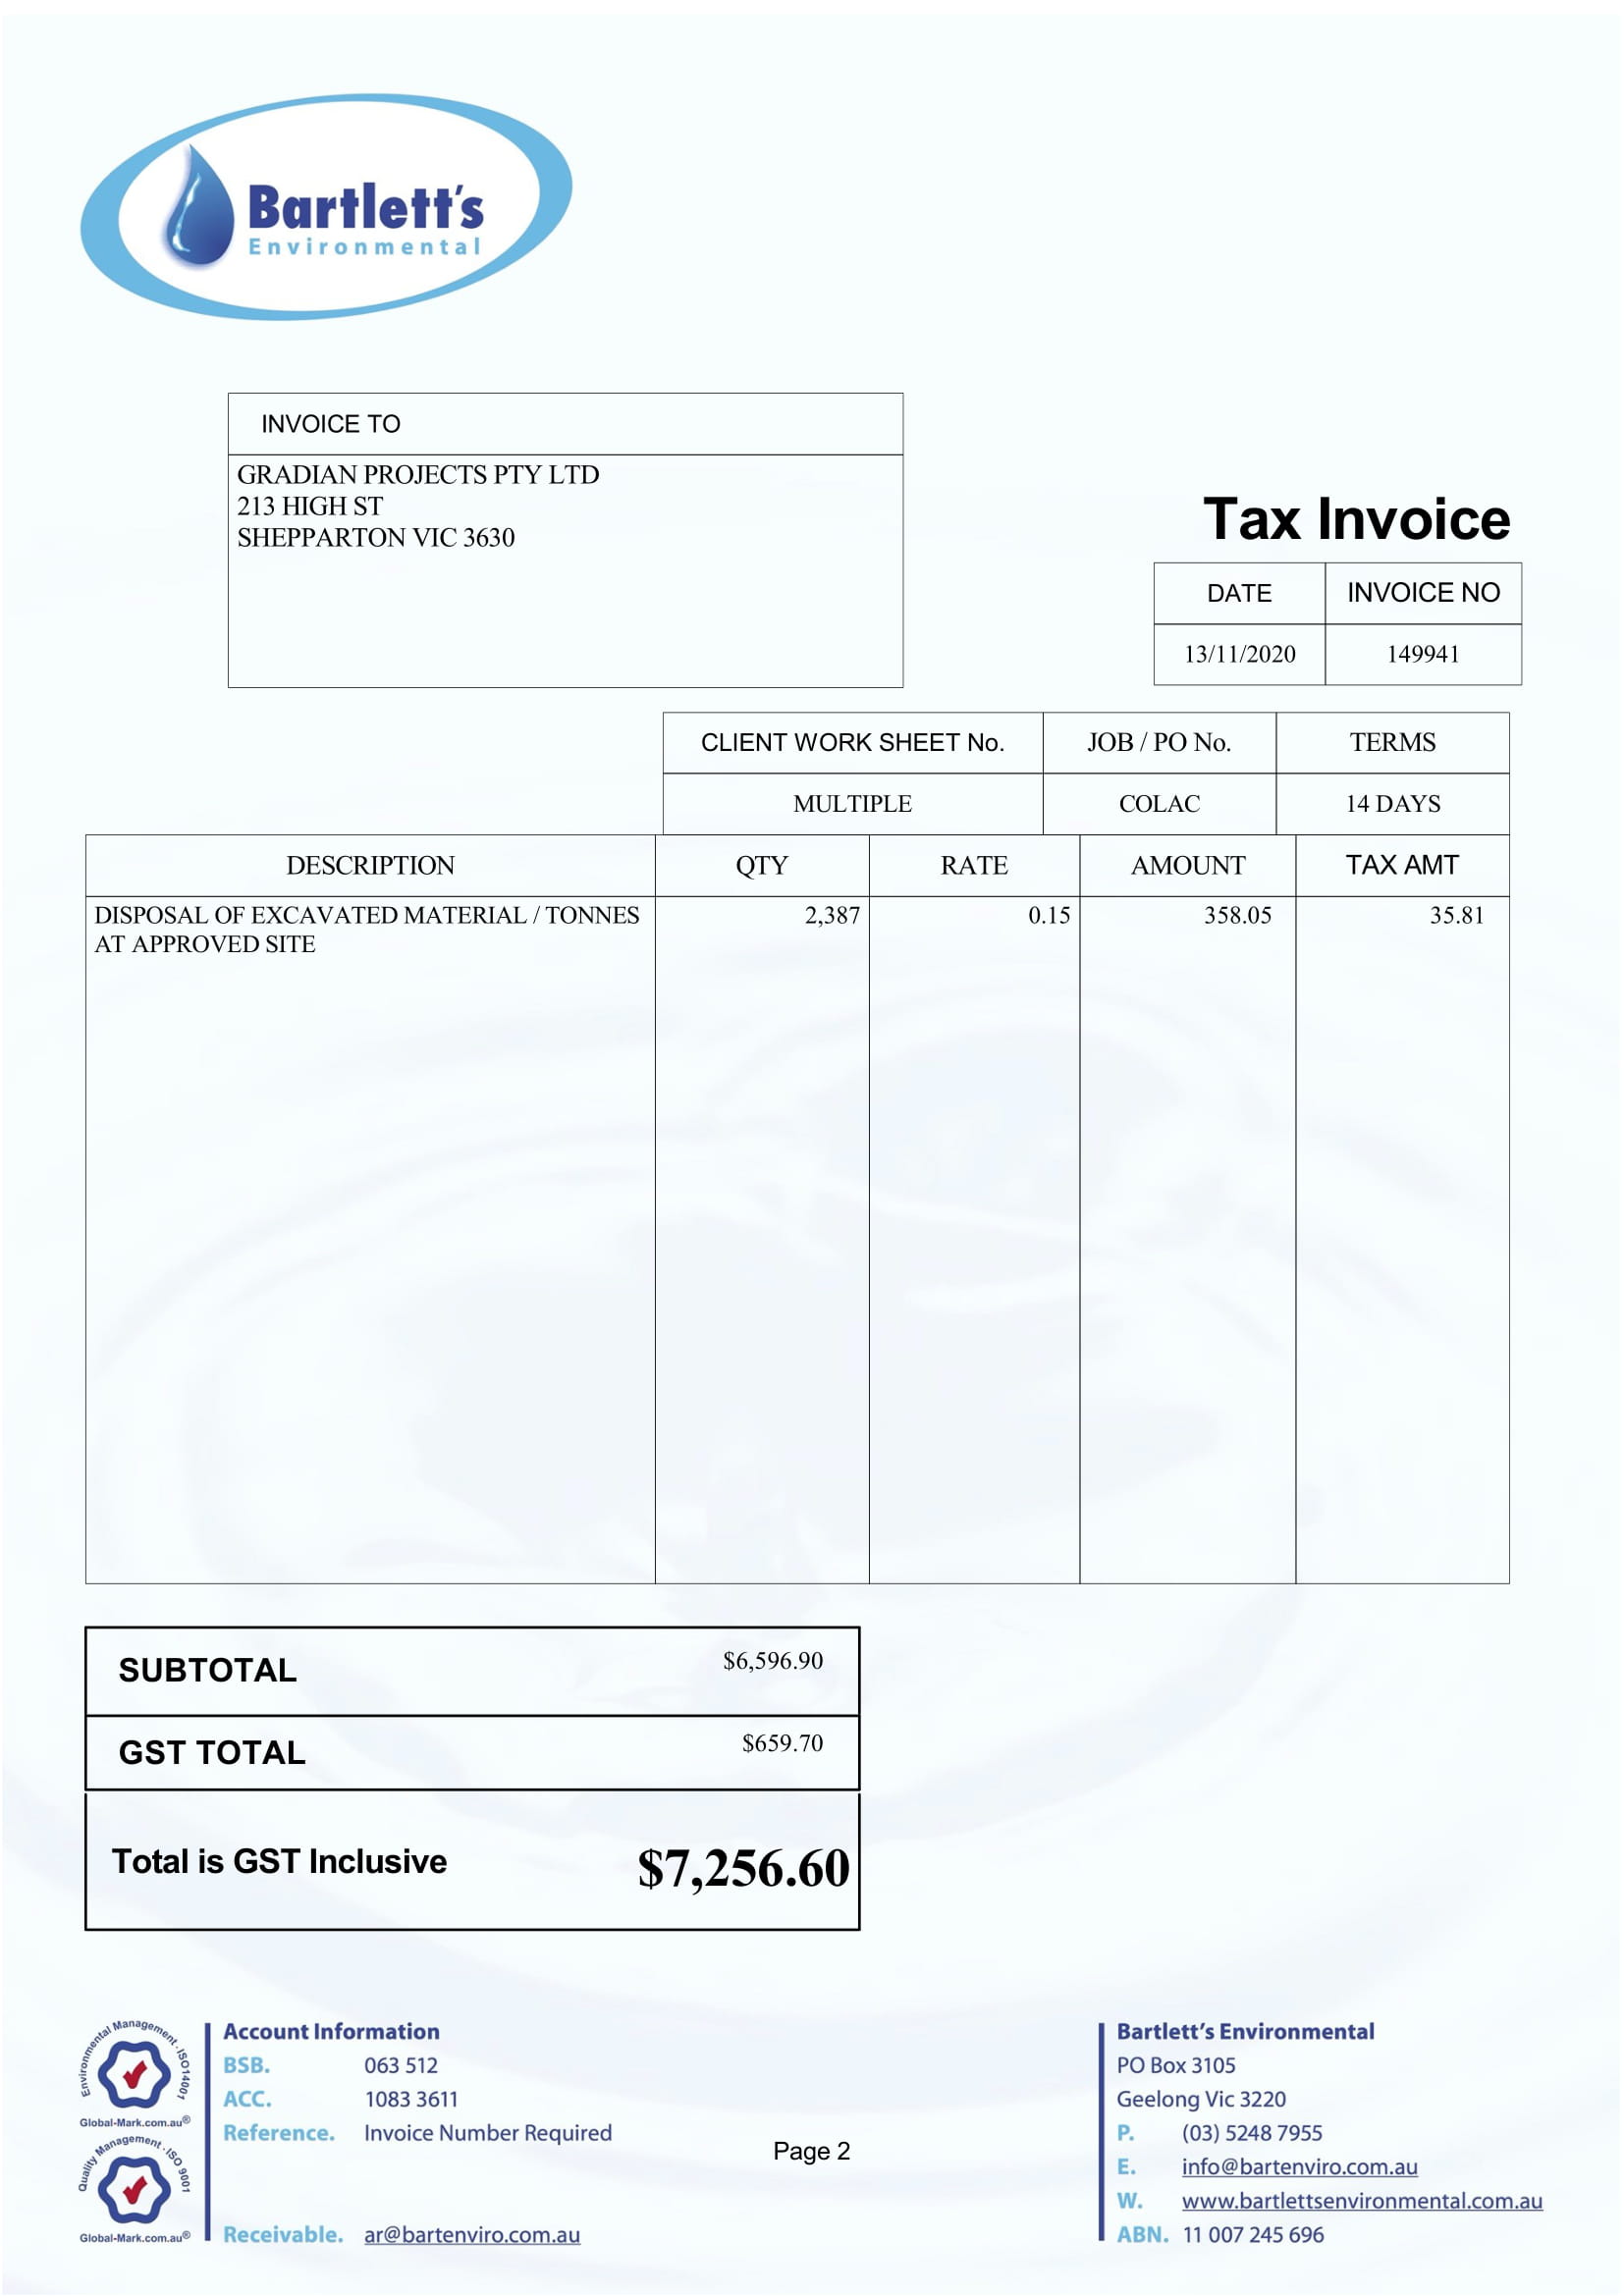 Bartlett's
Environmental
INVOICE TO
GRADIAN PROJECTS PTY LTD
213 HIGH ST
SHEPPARTON VIC 3630
Tax Invoice
DATE INVOICE NO
13/11/2020 149941
CLIENT WORK SHEET No. JOB / PO No. TERMS
MULTIPLE COLAC 14 DAYS
DESCRIPTION QTY RATE AMOUNT TAX AMT
DISPOSAL OF EXCAVATED MATERIAL / TONNES 2,387 0.15 358.05 35.81
AT APPROVED SITE
SUBTOTAL $6,596.90
GST TOTAL $659.70
Total is GST Inclusive $7,256.60
Environmental Management - ISO14001
Global-Mark.com.au®
Quality Management - ISO 9001
Global-Mark.com.au®
Account Information
BSB. 063 512
ACC. 1083 3611
Reference. Invoice Number Required
Receivable. ar@bartenviro.com.au
Page 2
Bartlett's Environmental
PO Box 3105
Geelong Vic 3220
P. (03) 5248 7955
E. info@bartenviro.com.au
W. www.bartlettsenvironmental.com.au
ABN. 11 007 245 696